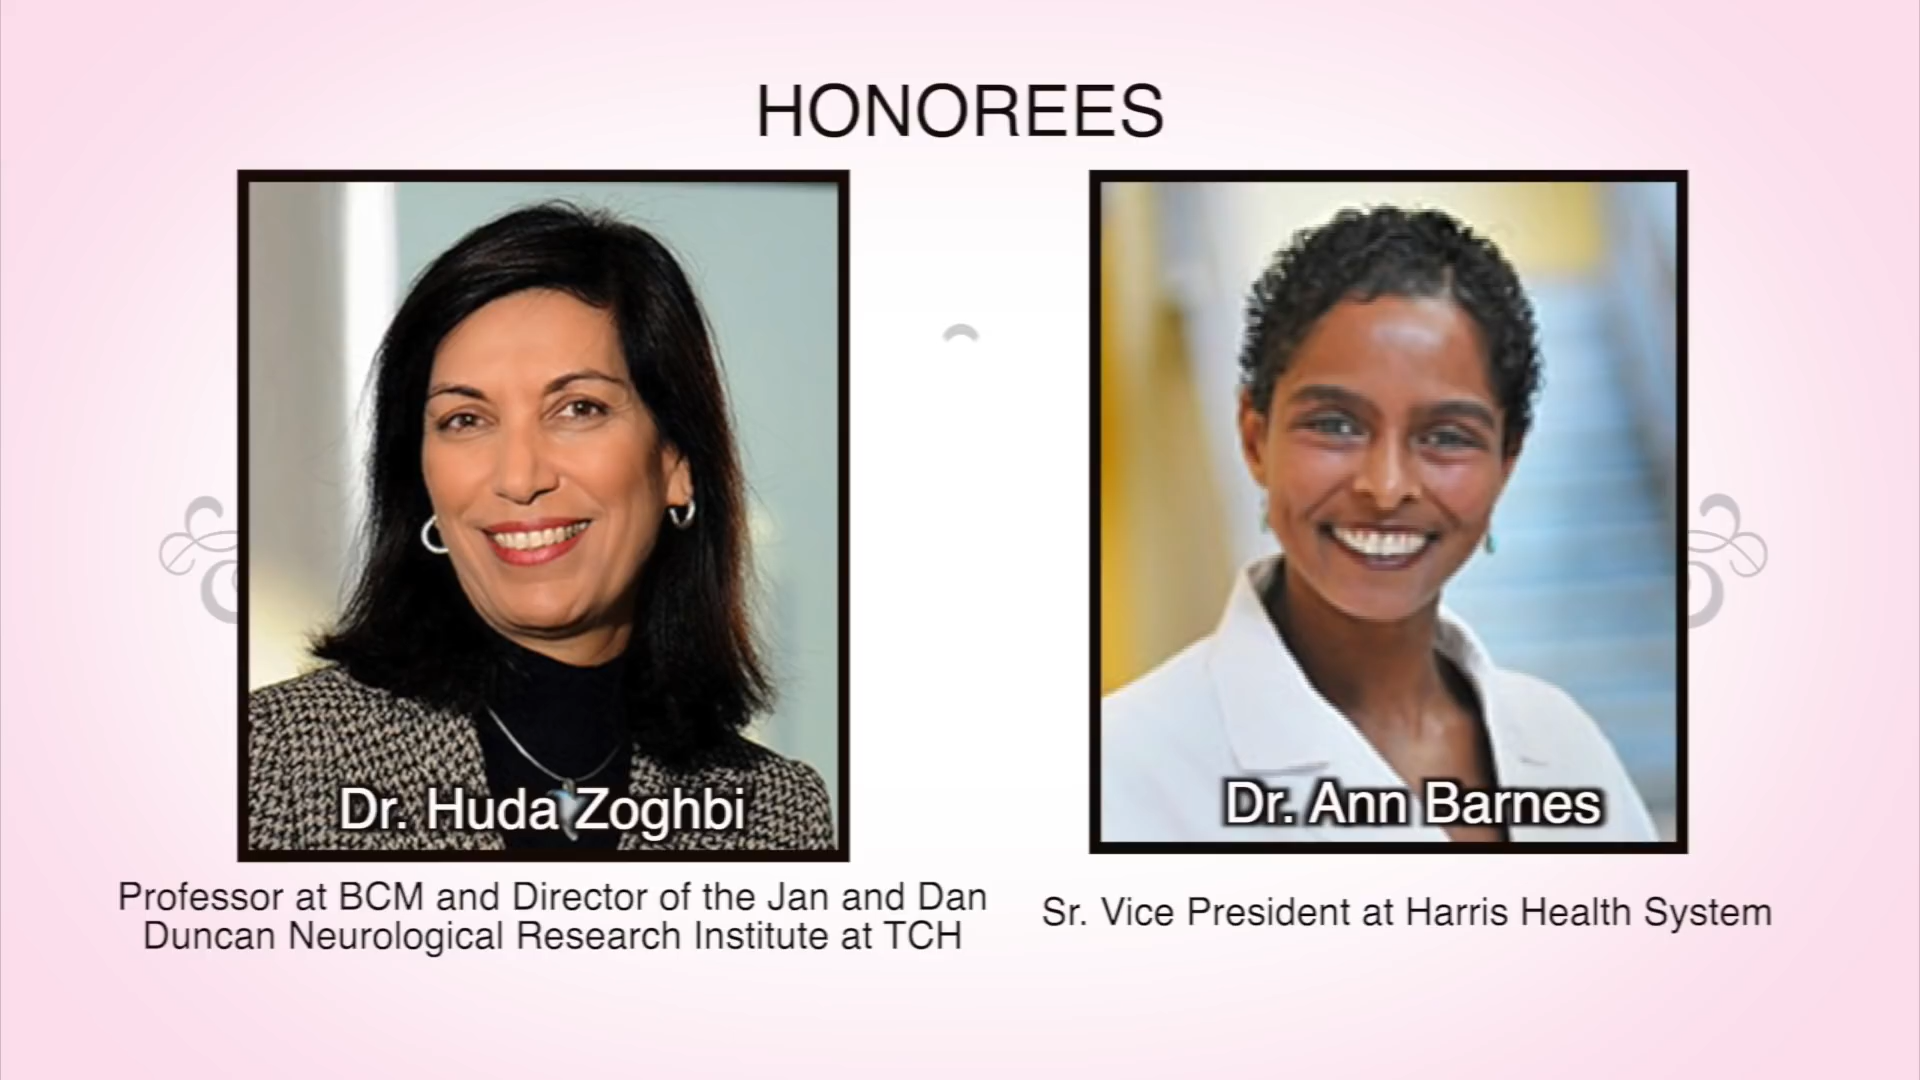 HONOREES
Dr. Huda Zoghbi
Professor at BCM and Director of the Jan and Dan
Duncan Neurological Research Institute at TCH
Dr. Ann Barnes
Sr. Vice President at Harris Health System